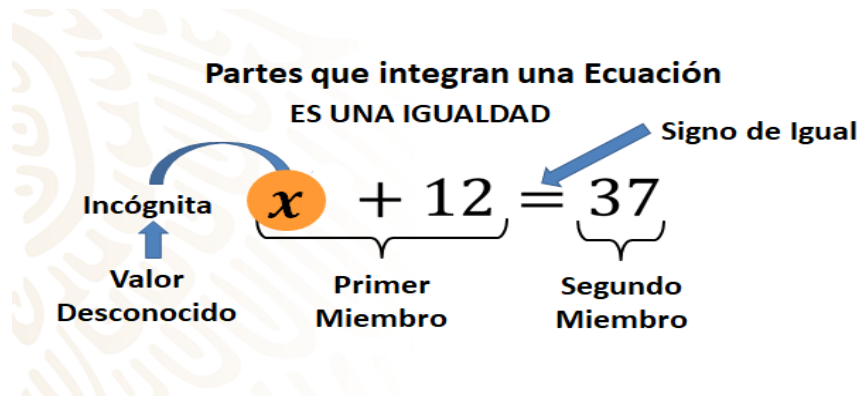 Partes que integran una Ecuación
ES UNA IGUALDAD
Signo de Igual
Incógnita
x + 12 = 37
Valor
Desconocido
Primer
Miembro
Segundo
Miembro